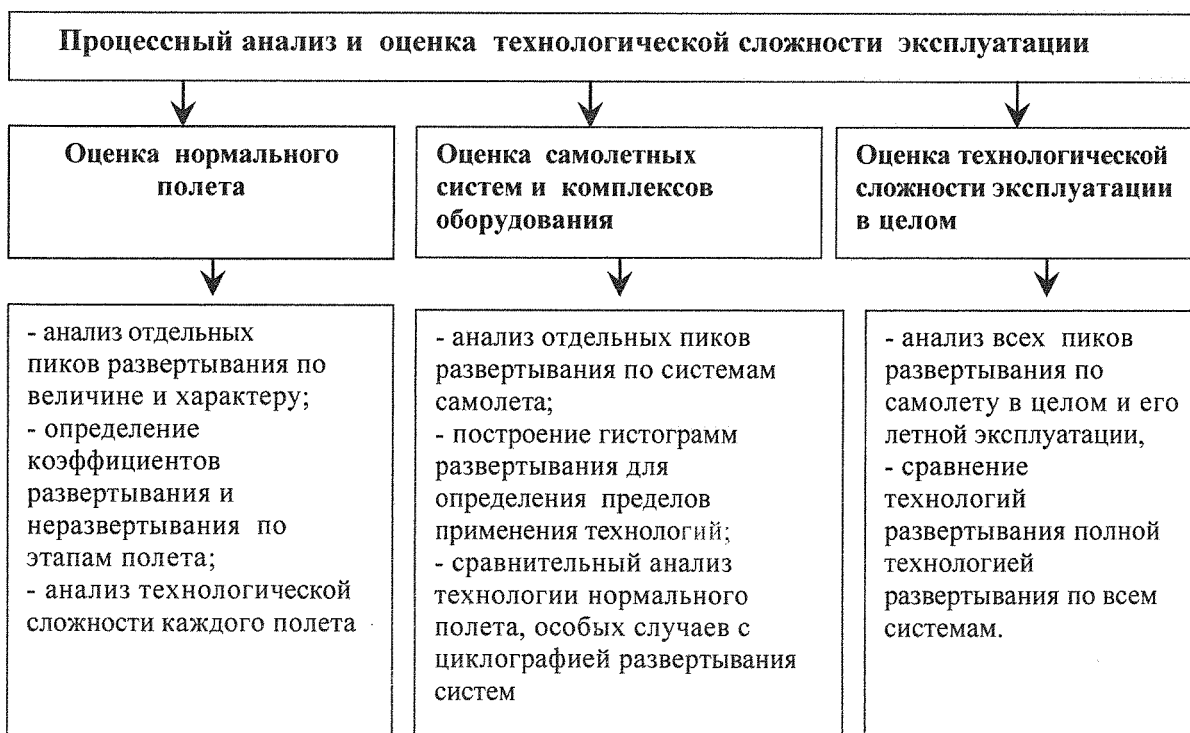 Процессный анализ и оценка технологической сложности эксплуатации
Оценка нормального
полета
Оценка самолетных
систем и комплексов
оборудования
Оценка технологической
сложности эксплуатации
в целом
- анализ отдельных
пиков развертывания по
величине и характеру;
- определение
коэффициентов
развертывания и
неразвертывания по
этапам полета;
- анализ технологической
сложности каждого полета
- анализ отдельных пиков
развертывания по системам
самолета;
- построение гистограмм
развертывания для
определения пределов
применения технологий;
- сравнительный анализ
технологии нормального
полета, особых случаев с
циклографией развертывания
систем
- анализ всех пиков
развертывания по
самолету в целом и его
летной эксплуатации,
- сравнение
технологий
развертывания полной
технологией
развертывания по всем
системам.